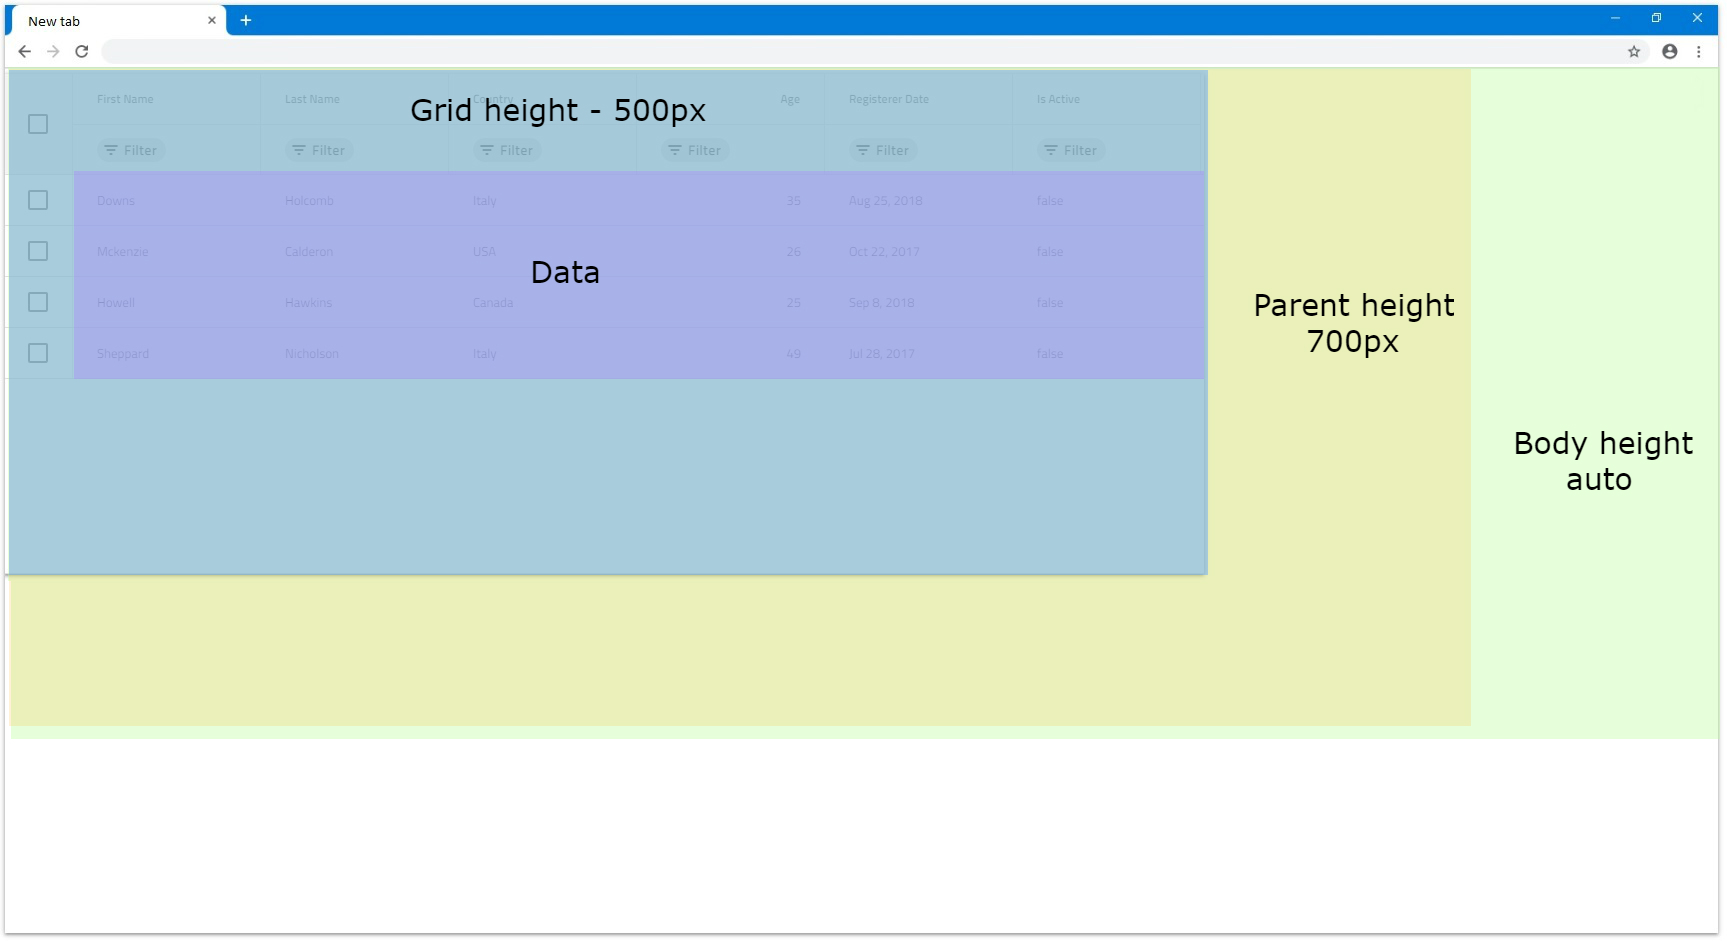 New tab
First Name Last Name Country Age Registerer Date Is Active
Grid height - 500px
Filter Filter Filter Filter Filter Filter
Downs Holcomb Italy 35 Aug 25, 2018 false
Mckenzie Calderon USA 26 Oct 22, 2017 false
Data
Howell Hawkins Canada 25 Sep 8, 2018 false
Sheppard Nicholson Italy 49 Jul 28, 2017 false
Parent height
700px
Body height
auto